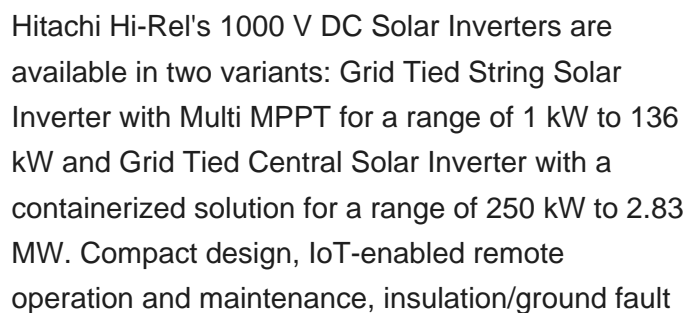 Hitachi Hi-Rel's 1000 V DC Solar Inverters are
available in two variants: Grid Tied String Solar
Inverter with Multi MPPT for a range of 1 kW to 136
kW and Grid Tied Central Solar Inverter with a
containerized solution for a range of 250 kW to 2.83
MW. Compact design, IoT-enabled remote
operation and maintenance, insulation/ground fault